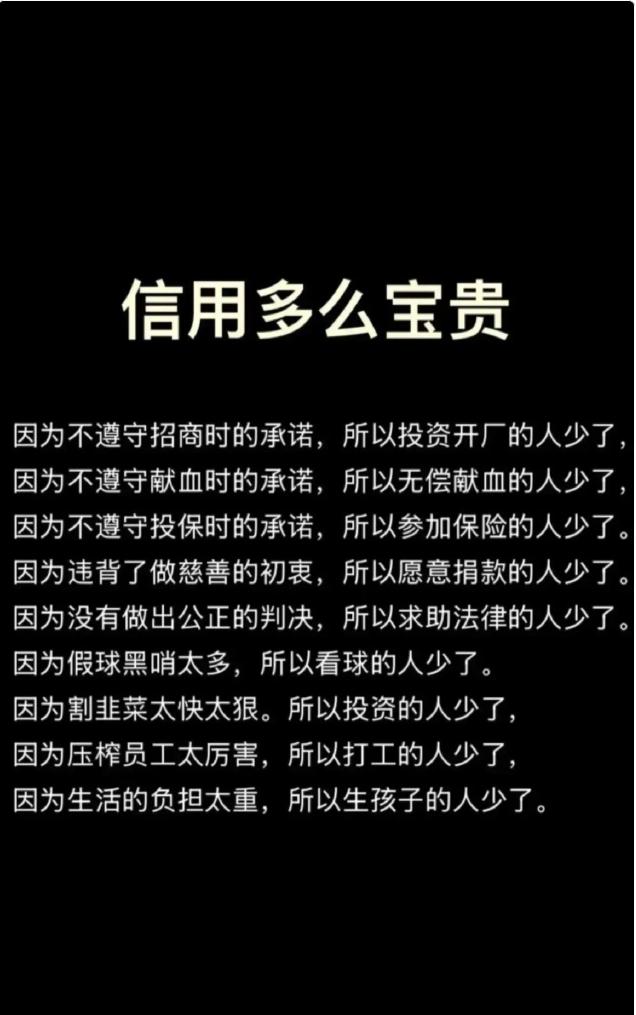 信用多么宝贵
因为不遵守招商时的承诺，所以投资开厂的人少了，
因为不遵守献血时的承诺，所以无偿献血的人少了，
因为不遵守投保时的承诺，所以参加保险的人少了。
因为违背了做慈善的初衷，所以愿意捐款的人少了。
因为没有做出公正的判决，所以求助法律的人少了。
因为假球黑哨太多，所以看球的人少了。
因为割韭菜太快太狠。所以投资的人少了，
因为压榨员工太厉害，所以打工的人少了，
因为生活的负担太重，所以生孩子的人少了。